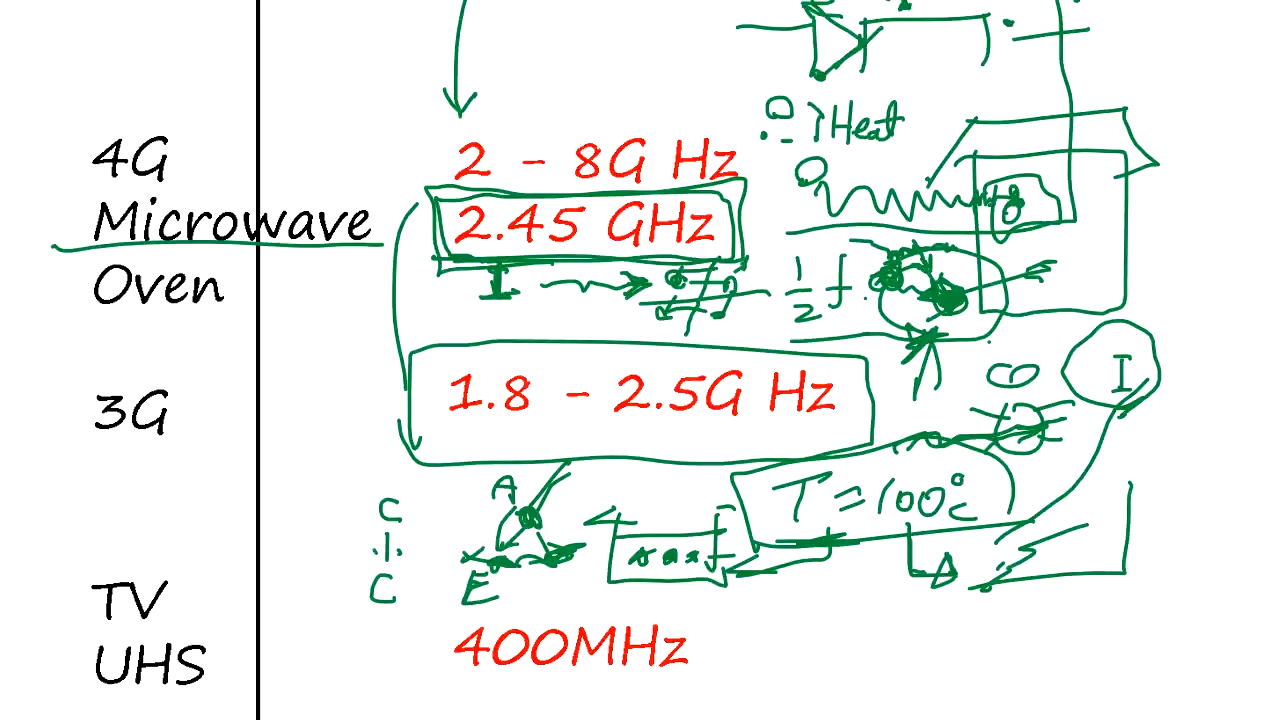 4G 2 - 8G Hz
Heat
Microwave 2.45 GHz
Oven
I
1/2 f
I
3G 1.8 - 2.5G Hz
T = 100°C
A
C
C
E
TV
UHS 400MHz